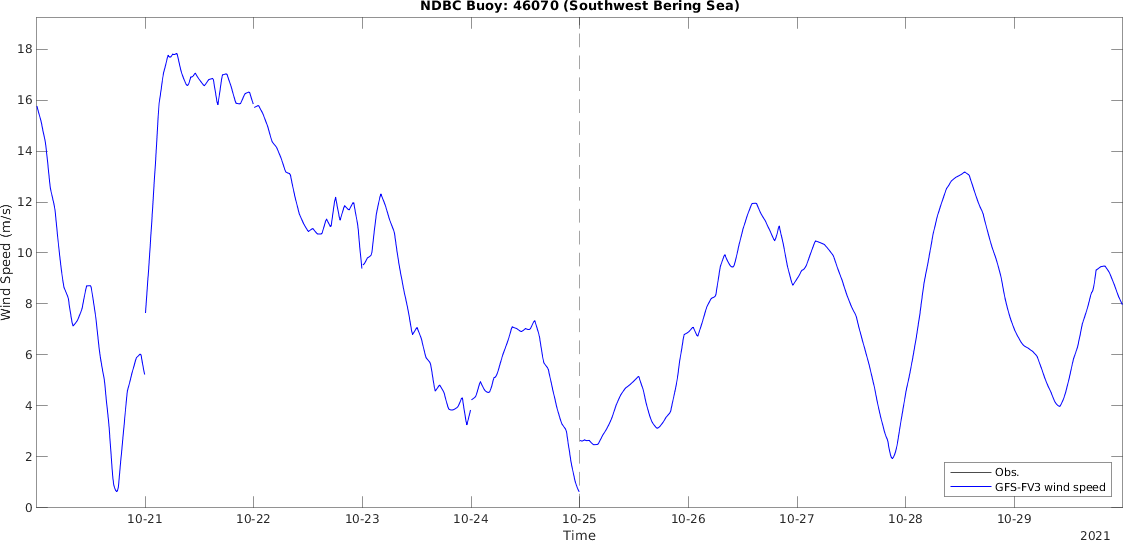 NDBC Buoy: 46070 (Southwest Bering Sea)
18
16
14
12
10
8
6
4
2
0
Wind Speed (m/s)
Obs.
GFS-FV3 wind speed
10-21 10-22 10-23 10-24 10-25 10-26 10-27 10-28 10-29
Time
2021